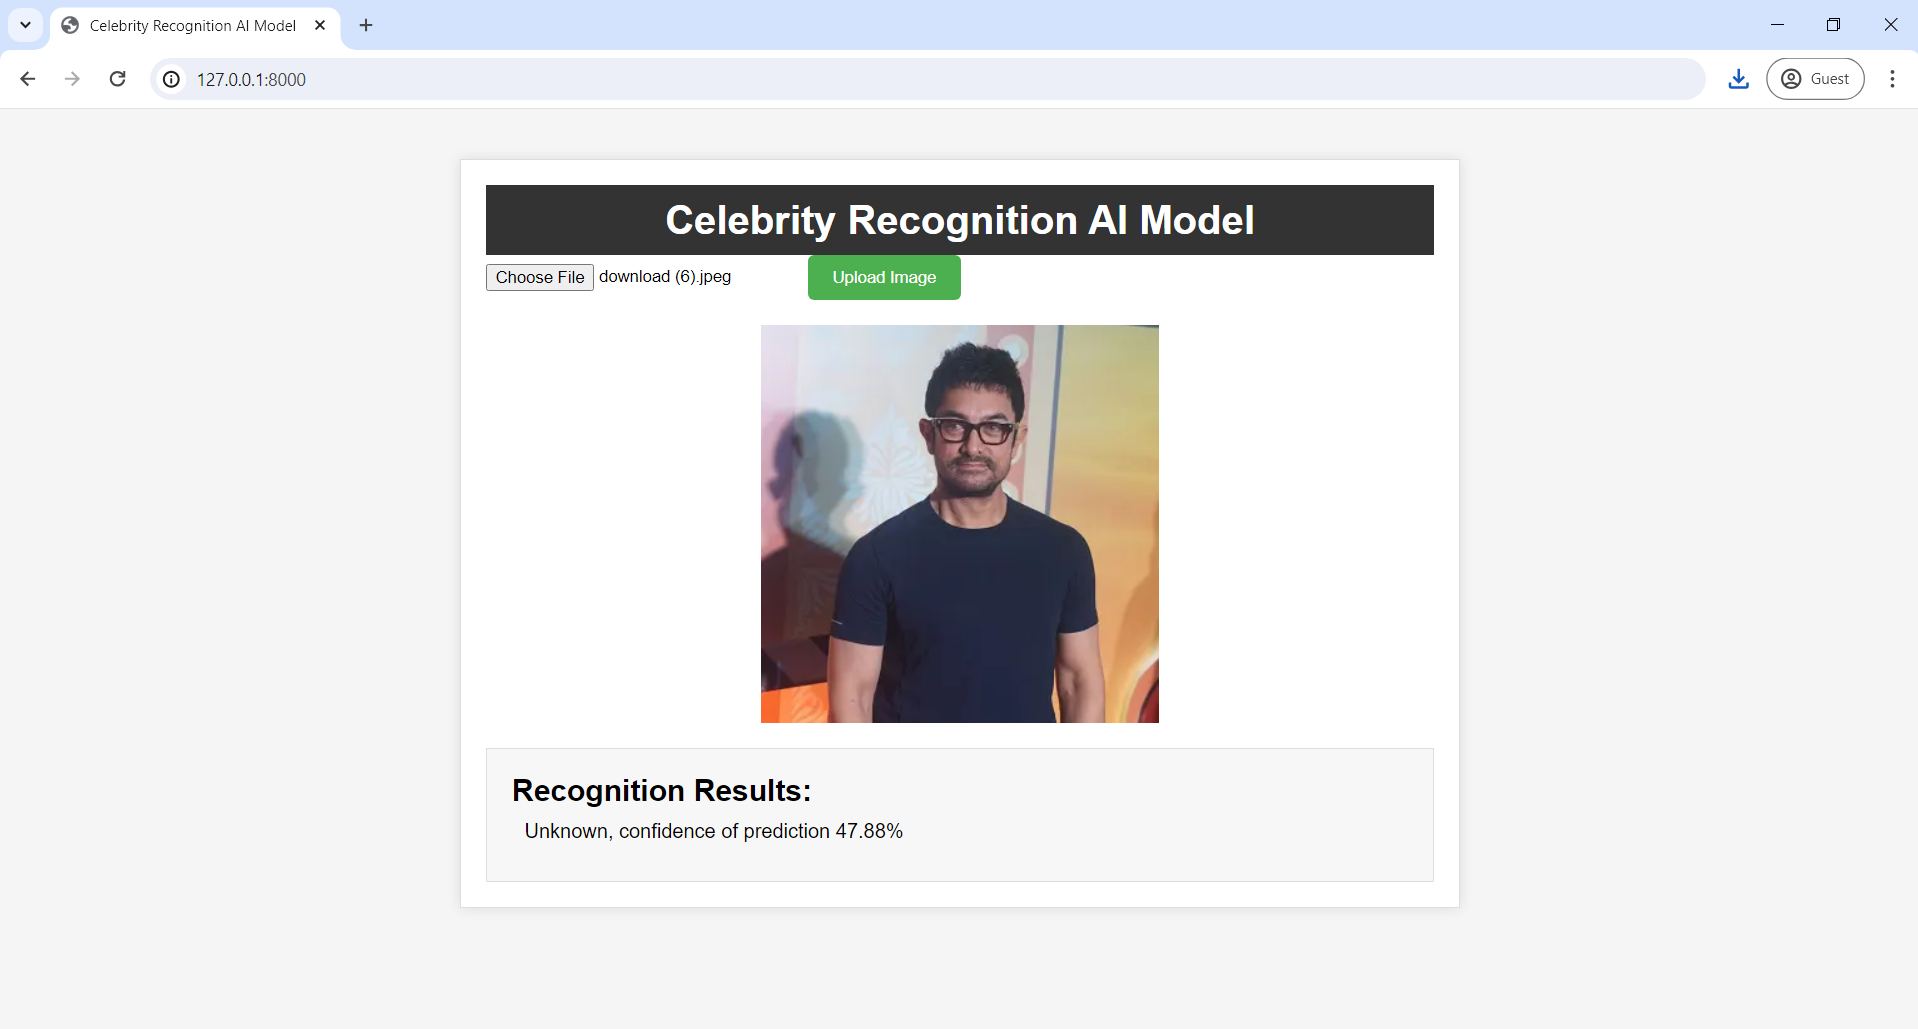 Celebrity Recognition AI Model
127.0.0.1:8000
Guest
Celebrity Recognition AI Model
Choose File download (6).jpeg
Upload Image
Recognition Results:
Unknown, confidence of prediction 47.88%